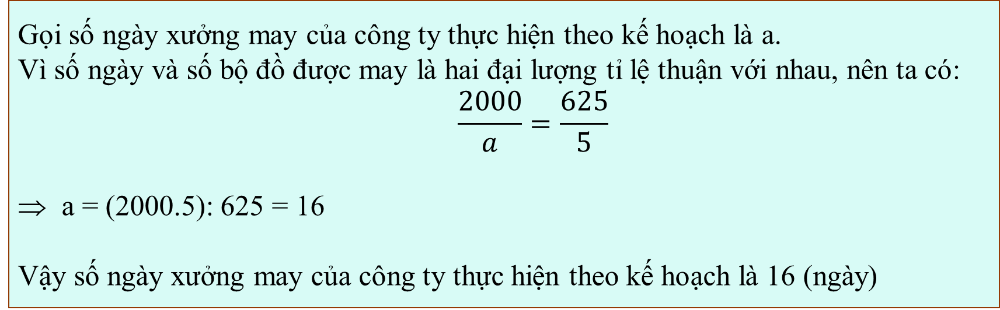 Gọi số ngày xưởng may của công ty thực hiện theo kế hoạch là a.
Vì số ngày và số bộ đồ được may là hai đại lượng tỉ lệ thuận với nhau, nên ta có:
2000/a = 625/5
⇒ a = (2000.5): 625 = 16
Vậy số ngày xưởng may của công ty thực hiện theo kế hoạch là 16 (ngày)